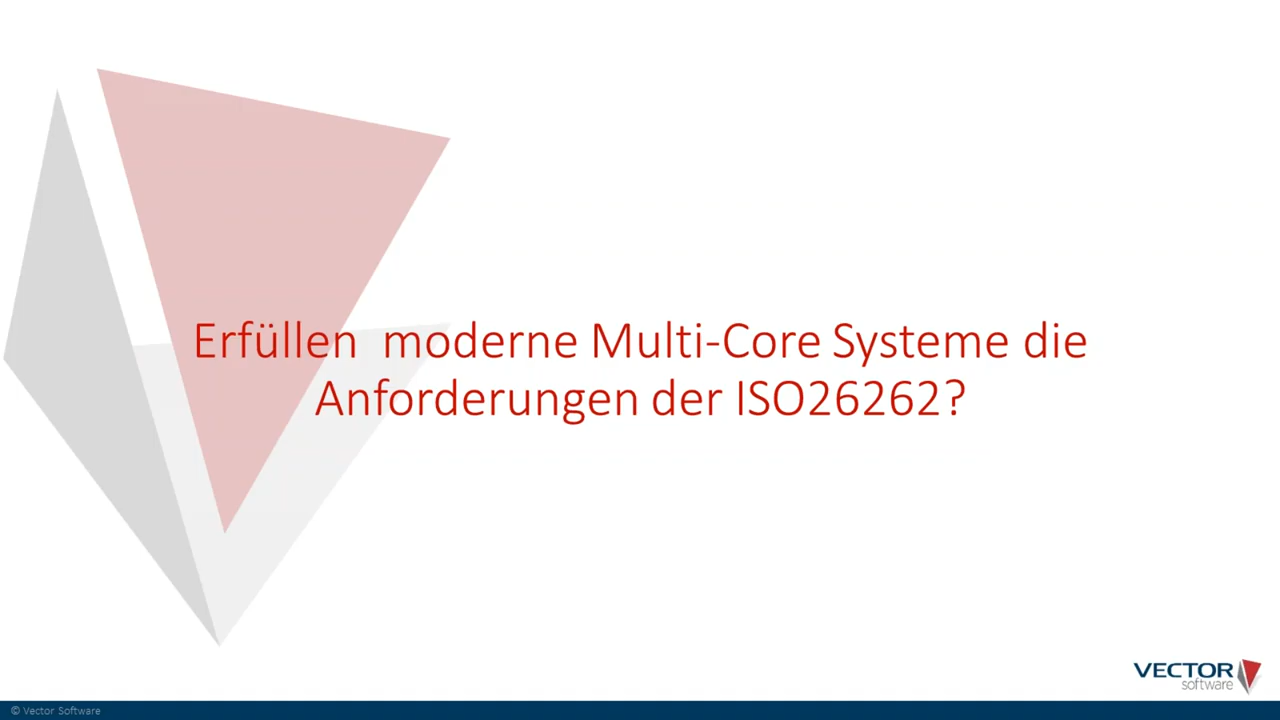 Erfüllen moderne Multi-Core Systeme die
Anforderungen der ISO26262?
VECTOR
software
© Vector Software